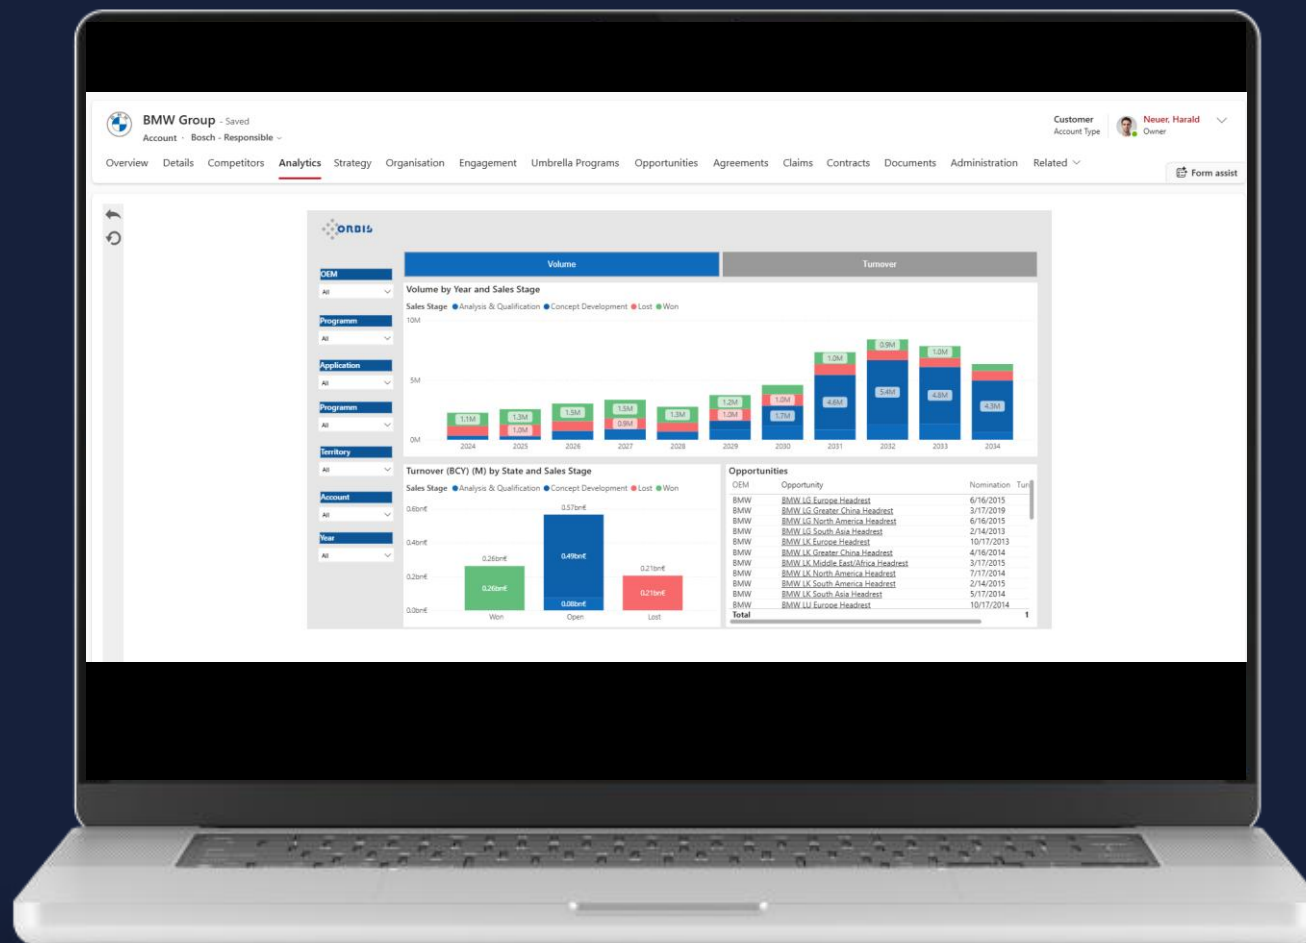 BMW Group - Saved
Account · Bosch - Responsible
Customer
Account Type
Neuer, Harald
Owner
Overview Details Competitors Analytics Strategy Organisation Engagement Umbrella Programs Opportunities Agreements Claims Contracts Documents Administration Related
Form assist
ORBIS
OEM
All
Programm
All
Application
All
Programm
All
Territory
All
Account
All
Year
All
Volume Turnover
Volume by Year and Sales Stage
Sales Stage Analysis & Qualification Concept Development Lost Won
10M
5M
0M
1.1M
1.3M
1.0M
1.5M
1.5M
0.9M
1.3M
1.2M
1.0M
1.0M
1.7M
1.0M
4.6M
0.9M
5.4M
1.0M
4.8M
4.3M
2024 2025 2026 2027 2028 2029 2030 2031 2032 2033 2034
Turnover (BCY) (M) by State and Sales Stage
Sales Stage Analysis & Qualification Concept Development Lost Won
0.6bn€
0.4bn€
0.2bn€
0.0bn€
0.26bn€
0.26bn€
0.57bn€
0.49bn€
0.08bn€
0.21bn€
0.21bn€
Won Open Lost
Opportunities
OEM Opportunity Nomination Turn
BMW BMW LG Europe Headrest 6/16/2015
BMW BMW LG Greater China Headrest 3/17/2019
BMW BMW LG North America Headrest 6/16/2015
BMW BMW LG South Asia Headrest 2/14/2013
BMW BMW LK Europe Headrest 10/17/2013
BMW BMW LK Greater China Headrest 4/16/2014
BMW BMW LK Middle East/Africa Headrest 3/17/2015
BMW BMW LK North America Headrest 7/17/2014
BMW BMW LK South America Headrest 2/14/2015
BMW BMW LK South Asia Headrest 5/17/2014
BMW BMW LU Europe Headrest 10/17/2014
Total 1